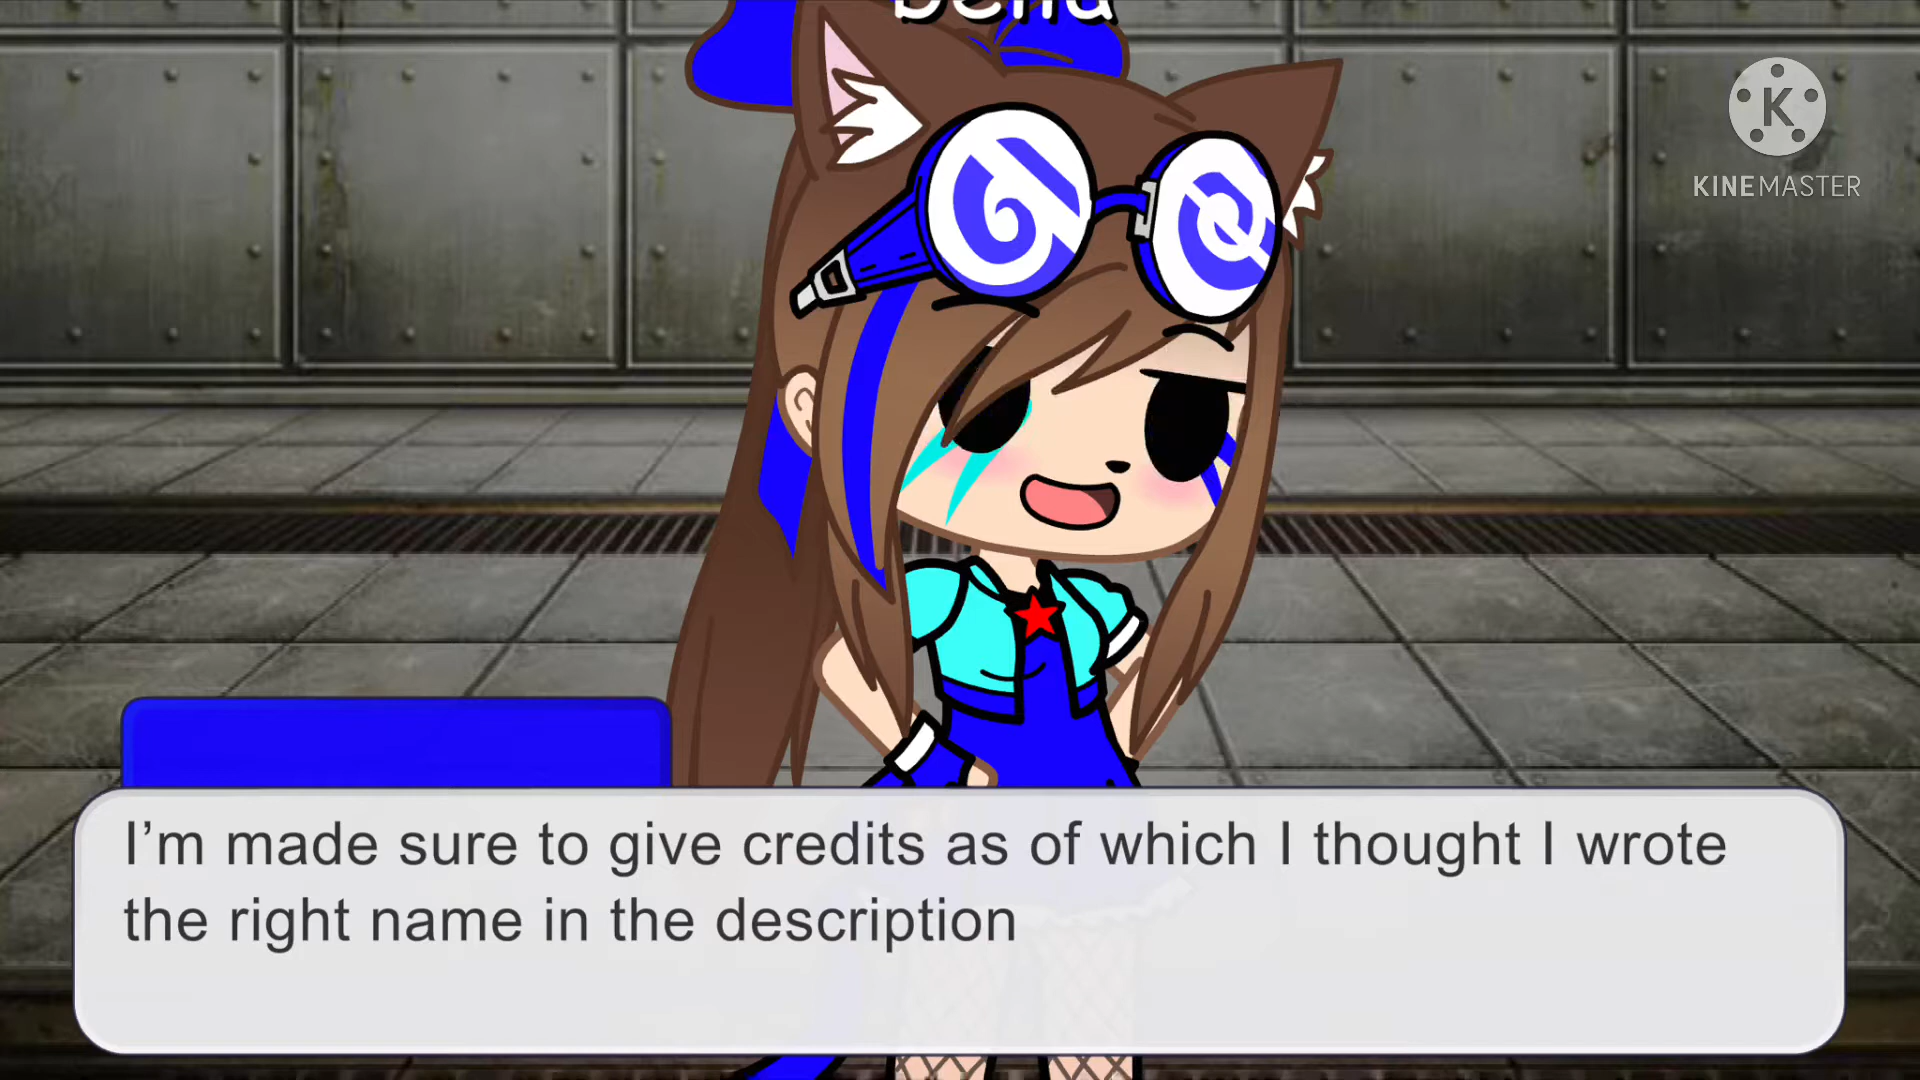 K
KINEMASTER
I'm made sure to give credits as of which I thought I wrote
the right name in the description